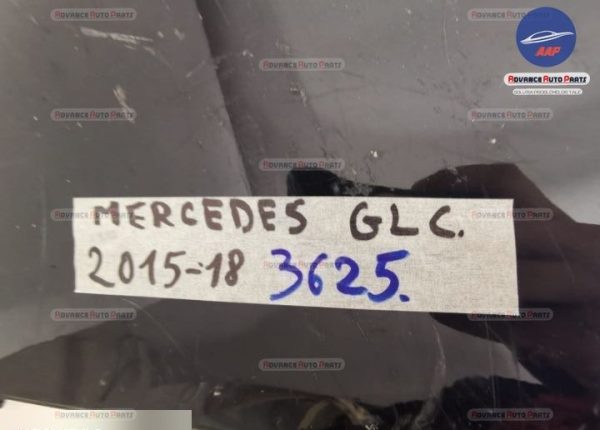 AAP
ADVANCE AUTO PARTS
MERCEDES GLC.
2015-18 3625.